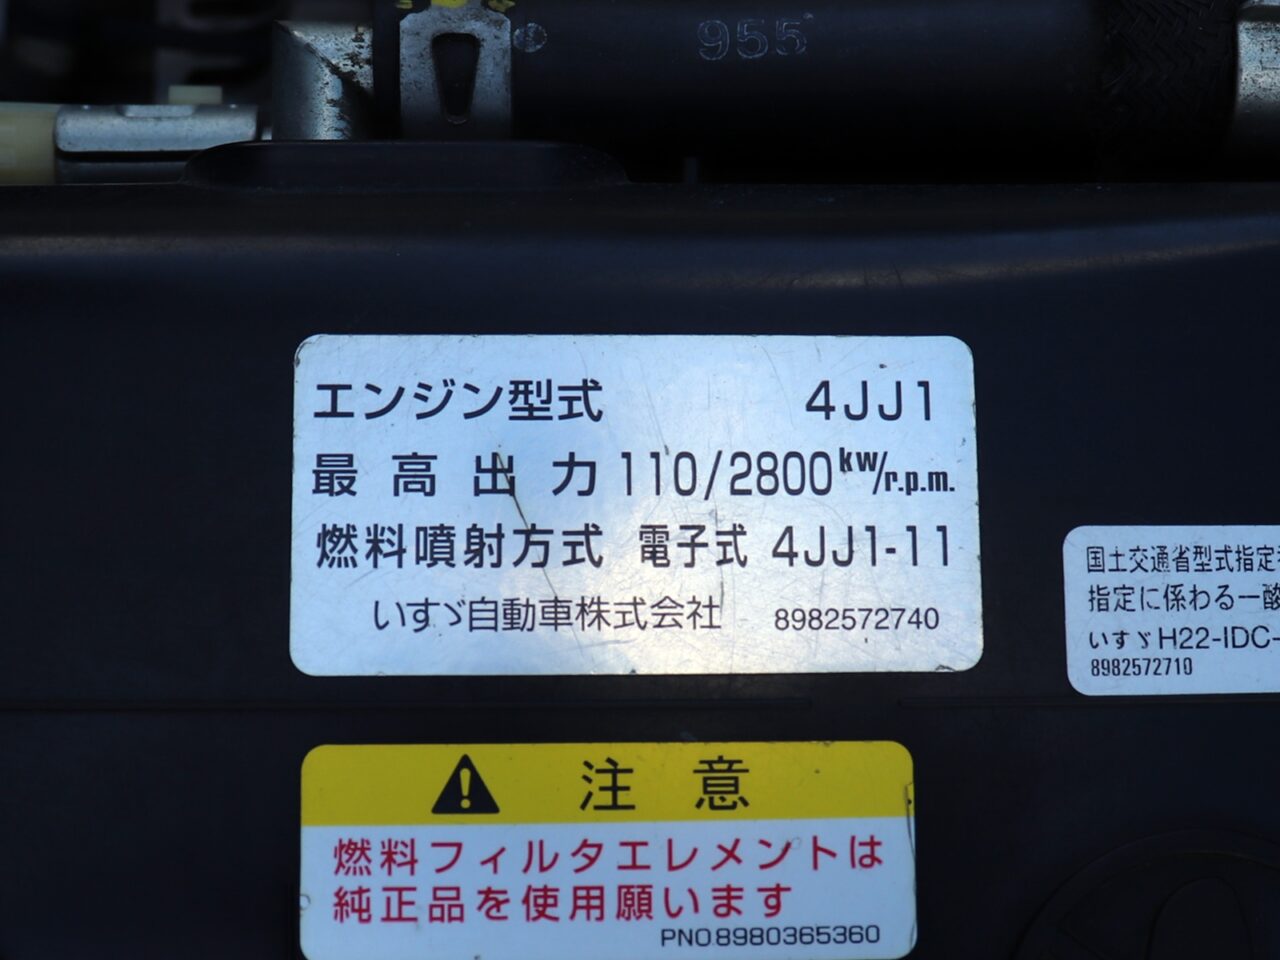 955
エンジン型式 4JJ1
最高出力 110/2800kW/r.p.m.
燃料噴射方式 電子式 4JJ1-11
いすゞ自動車株式会社 8982572740
国土交通省型式指定
指定に係わる一酸
いすゞH22-IDC-
8982572710
注意
燃料フィルタエレメントは
純正品を使用願います
PNO.8980365360